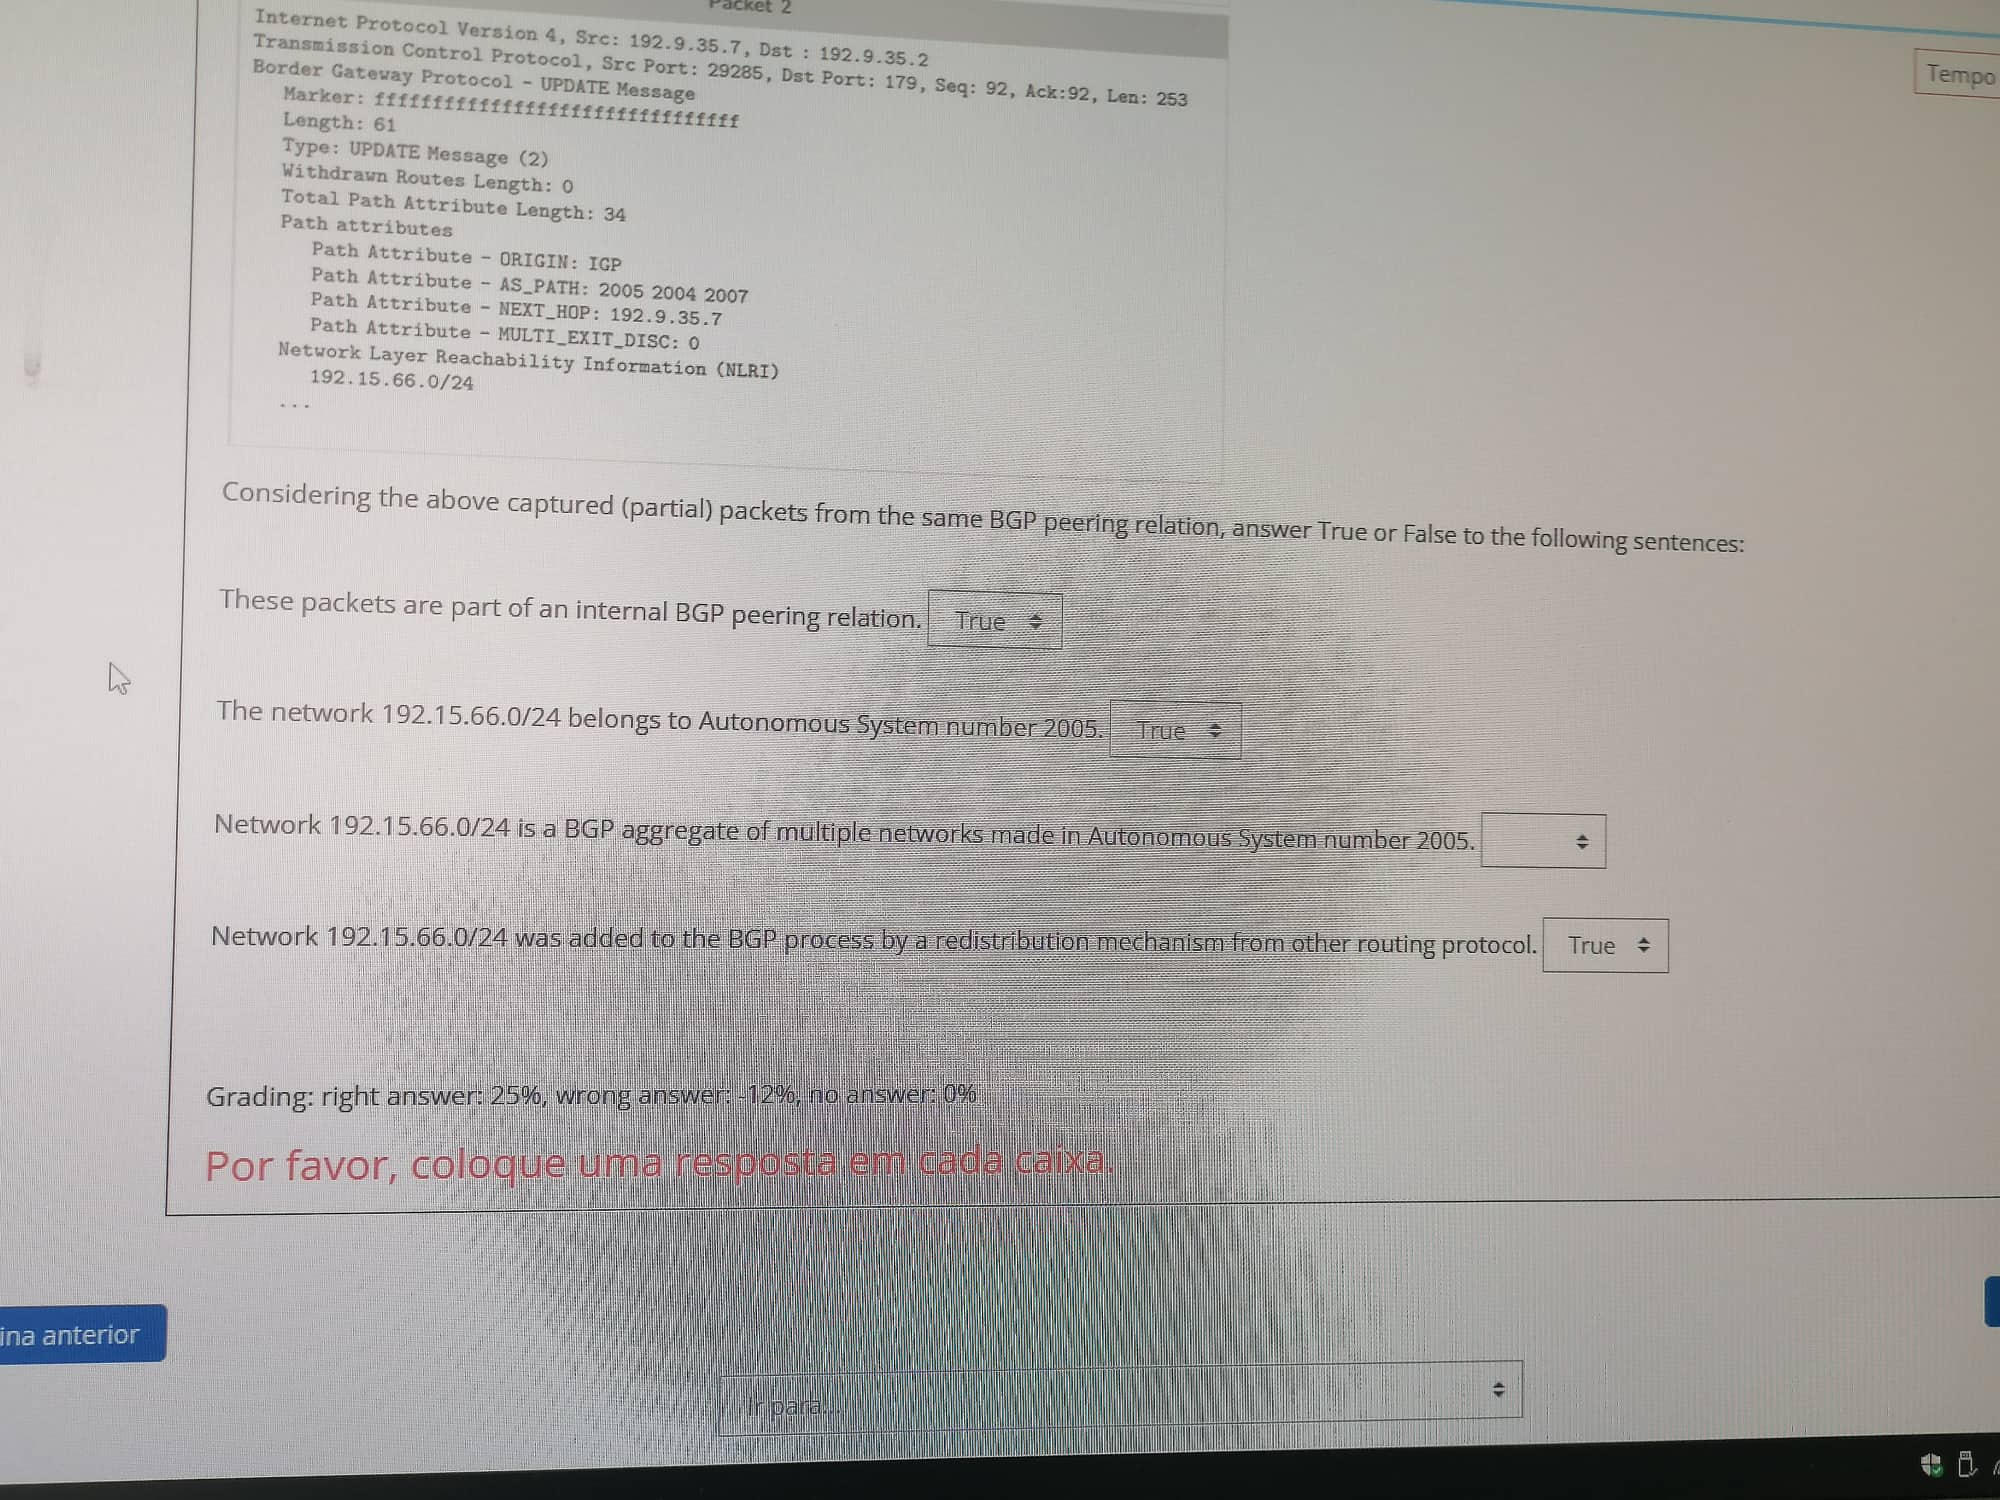 Packet 2
Tempo
Internet Protocol Version 4, Src: 192.9.35.7, Dst : 192.9.35.2
Transmission Control Protocol, Src Port: 29285, Dst Port: 179, Seq: 92, Ack:92, Len: 253
Border Gateway Protocol - UPDATE Message
Marker: ffffffffffffffffffffffffffffffff
Length: 61
Type: UPDATE Message (2)
Withdrawn Routes Length: 0
Total Path Attribute Length: 34
Path attributes
Path Attribute - ORIGIN: IGP
Path Attribute - AS_PATH: 2005 2004 2007
Path Attribute - NEXT_HOP: 192.9.35.7
Path Attribute - MULTI_EXIT_DISC: 0
Network Layer Reachability Information (NLRI)
192.15.66.0/24
...
Considering the above captured (partial) packets from the same BGP peering relation, answer True or False to the following sentences:
These packets are part of an internal BGP peering relation. True
The network 192.15.66.0/24 belongs to Autonomous System number 2005. True
Network 192.15.66.0/24 is a BGP aggregate of multiple networks made in Autonomous System number 2005.
Network 192.15.66.0/24 was added to the BGP process by a redistribution mechanism from other routing protocol. True
Grading: right answer: 25%, wrong answer: -12%, no answer: 0%
Por favor, coloque uma resposta em cada caixa.
ina anterior
Ir para...